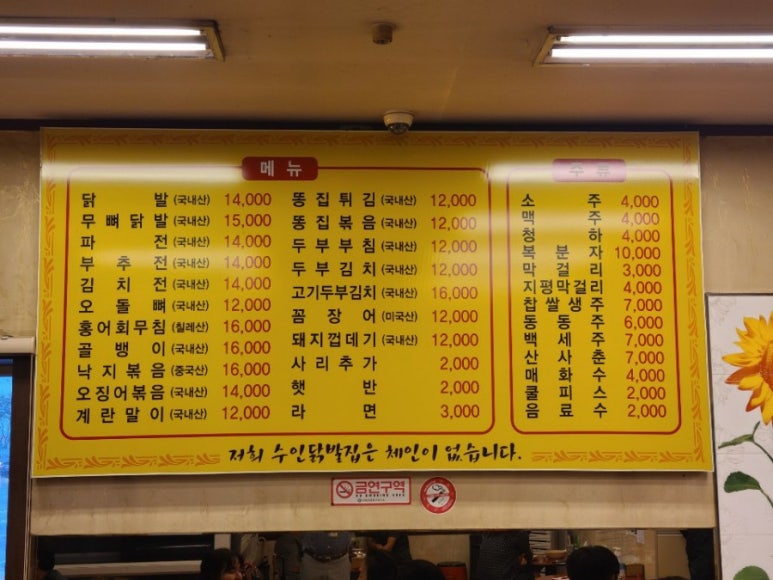 메뉴
닭발 (국내산) 14,000
무뼈닭발 (국내산) 15,000
파전 (국내산) 14,000
부추전 (국내산) 14,000
김치전 (국내산) 14,000
오돌뼈 (국내산) 12,000
홍어회무침 (칠레산) 16,000
골뱅이 (국내산) 16,000
낙지볶음 (중국산) 16,000
오징어볶음 (국내산) 14,000
계란말이 (국내산) 12,000
똥집튀김 (국내산) 12,000
똥집볶음 (국내산) 12,000
두부부침 (국내산) 12,000
두부김치 (국내산) 12,000
고기두부김치 (국내산) 16,000
꼼장어 (미국산) 12,000
돼지껍데기 (국내산) 12,000
사리추가 2,000
햇반 2,000
라면 3,000
주류
소주 4,000
맥주 4,000
청하 4,000
복분자 10,000
막걸리 3,000
지평막걸리 4,000
찹쌀생주 7,000
동동주 6,000
백세주 7,000
산사춘 7,000
매화수 4,000
쿨피스 2,000
음료수 2,000
저희 수인닭발집은 체인이 없습니다.
금연구역
NO SMOKING AREA